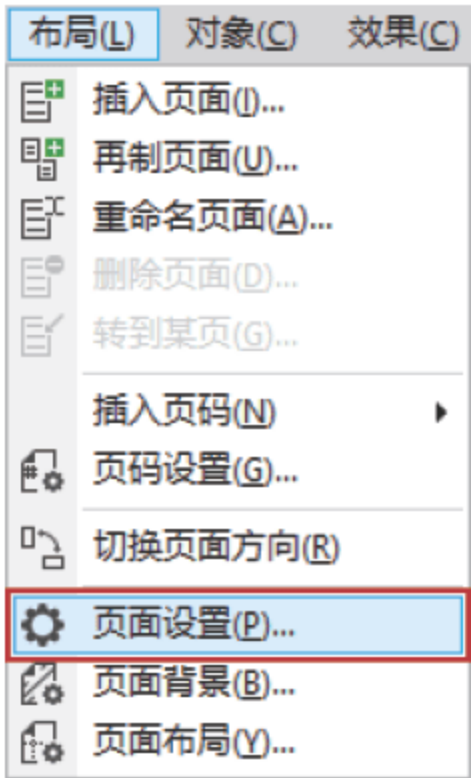 布局(L) 对象(C) 效果(C)
插入页面(I)...
再制页面(U)...
重命名页面(A)...
删除页面(D)...
转到某页(G)...
插入页码(N)
页码设置(G)...
切换页面方向(R)
页面设置(P)...
页面背景(B)...
页面布局(Y)...